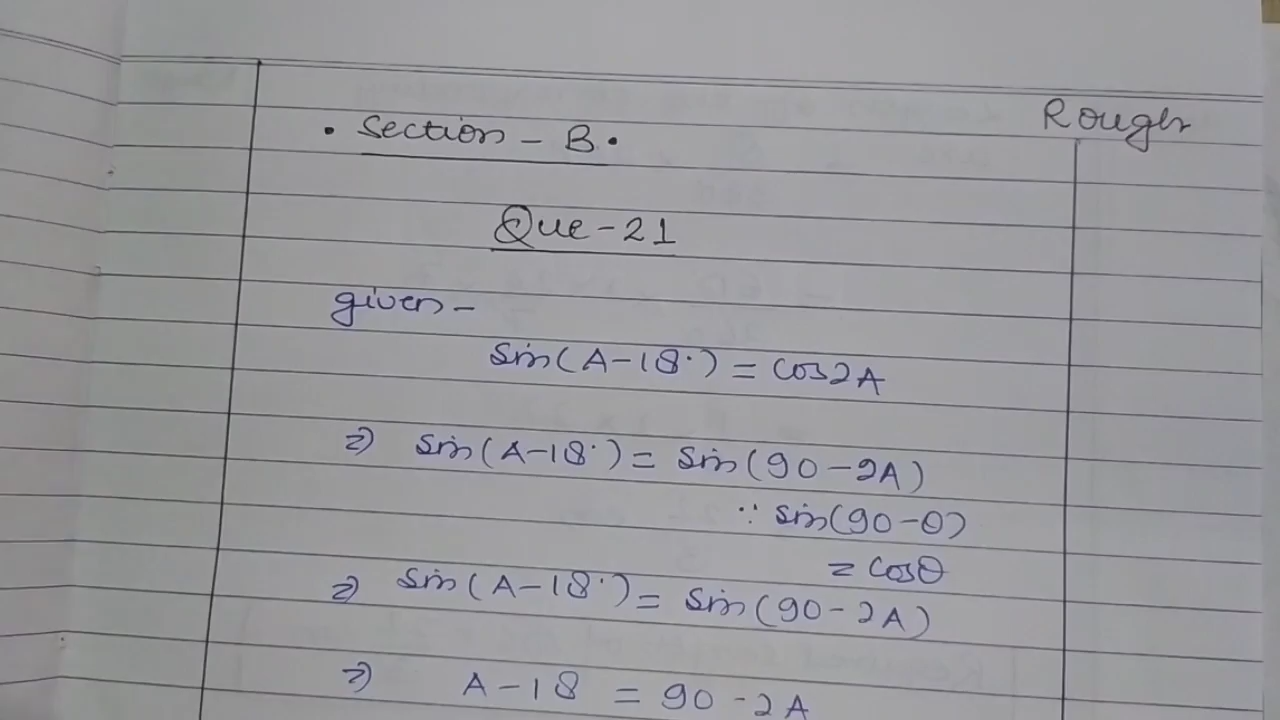 Rough
• Section - B •
Que - 21
given -
Sin(A-18°) = Cos2A
⇒ Sin(A-18°) = Sin(90-2A)
∵ Sin(90-θ)
= Cosθ
⇒ Sin(A-18°) = Sin(90-2A)
⇒ A-18 = 90-2A